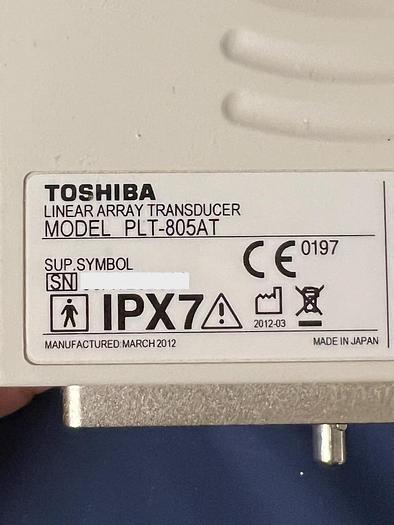 TOSHIBA
LINEAR ARRAY TRANSDUCER
MODEL PLT-805AT
CE 0197
SUP.SYMBOL
SN
IPX7
2012-03
MANUFACTURED:MARCH 2012
MADE IN JAPAN